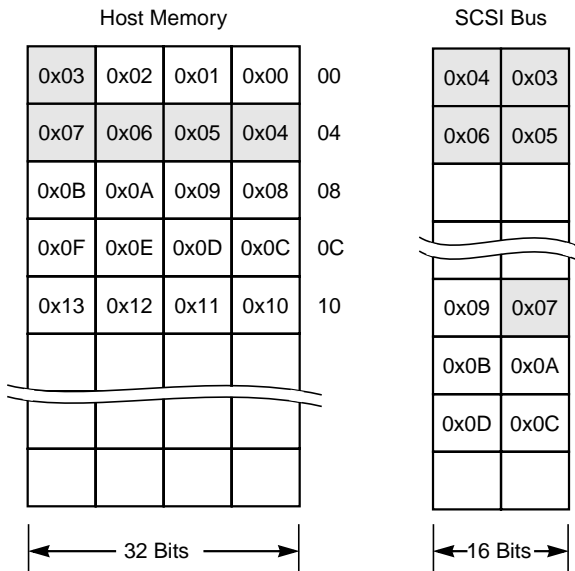 Host Memory
0x03 0x02 0x01 0x00 00
0x07 0x06 0x05 0x04 04
0x0B 0x0A 0x09 0x08 08
0x0F 0x0E 0x0D 0x0C 0C
0x13 0x12 0x11 0x10 10
32 Bits
SCSI Bus
0x04 0x03
0x06 0x05
0x09 0x07
0x0B 0x0A
0x0D 0x0C
16 Bits